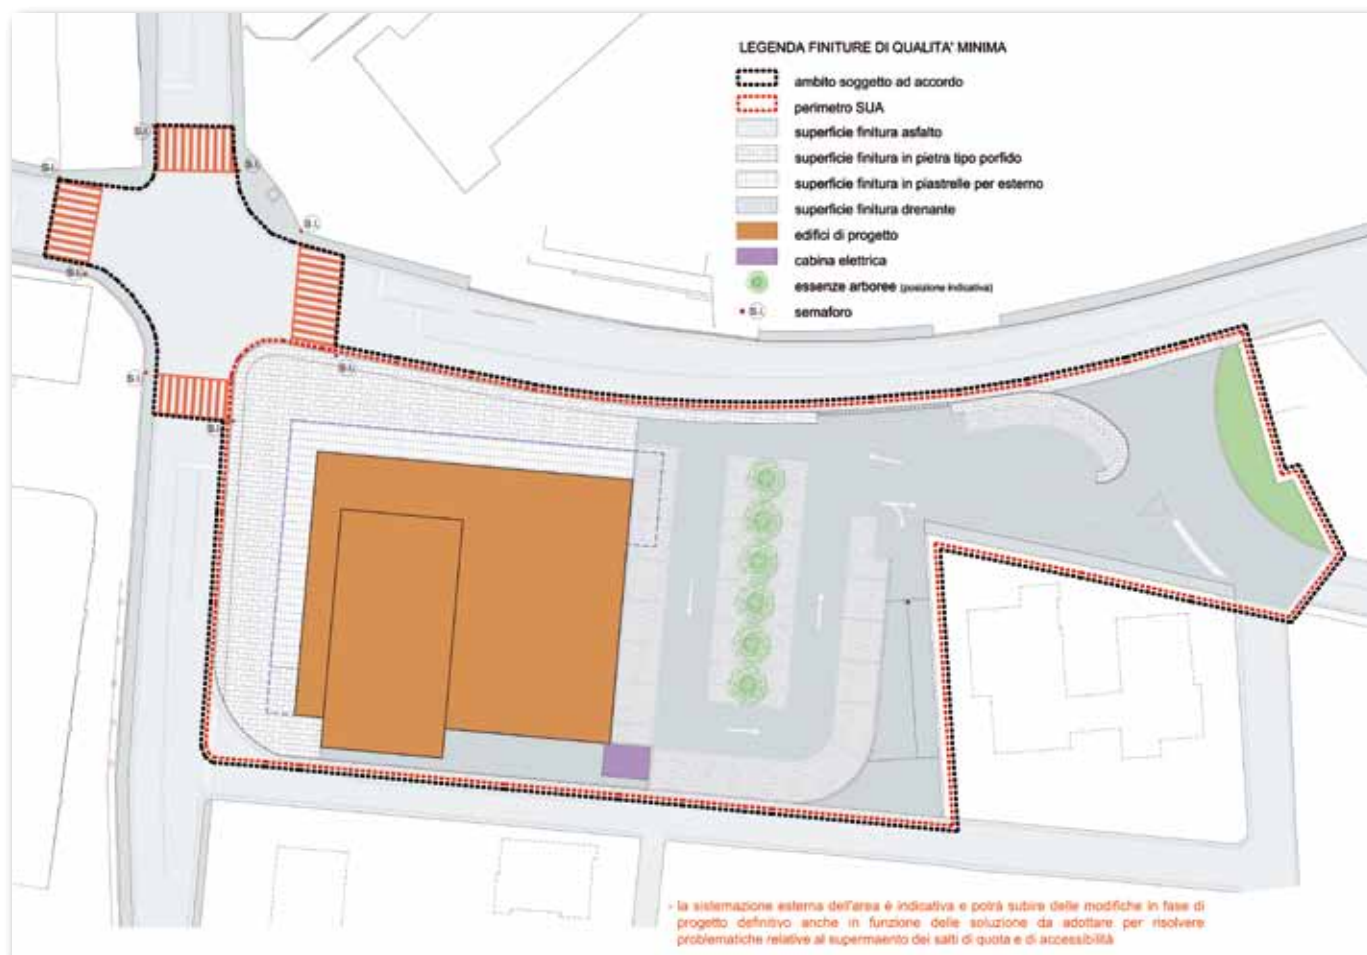 LEGENDA FINITURE DI QUALITA' MINIMA
ambito soggetto ad accordo
perimetro SUA
superficie finitura asfalto
superficie finitura in pietra tipo porfido
superficie finitura in piastrelle per esterno
superficie finitura drenante
edifici di progetto
cabina elettrica
essenze arboree (posizione indicativa)
S.I. semaforo
S.I.
S.I.
S.I.
S.I.
S.I.
S.I.
S.I.
S.I.
- la sistemazione esterna dell'area è indicativa e potrà subire delle modifiche in fase di
progetto definitivo anche in funzione delle soluzione da adottare per risolvere
problematiche relative al supermaento dei salti di quota e di accessibilità